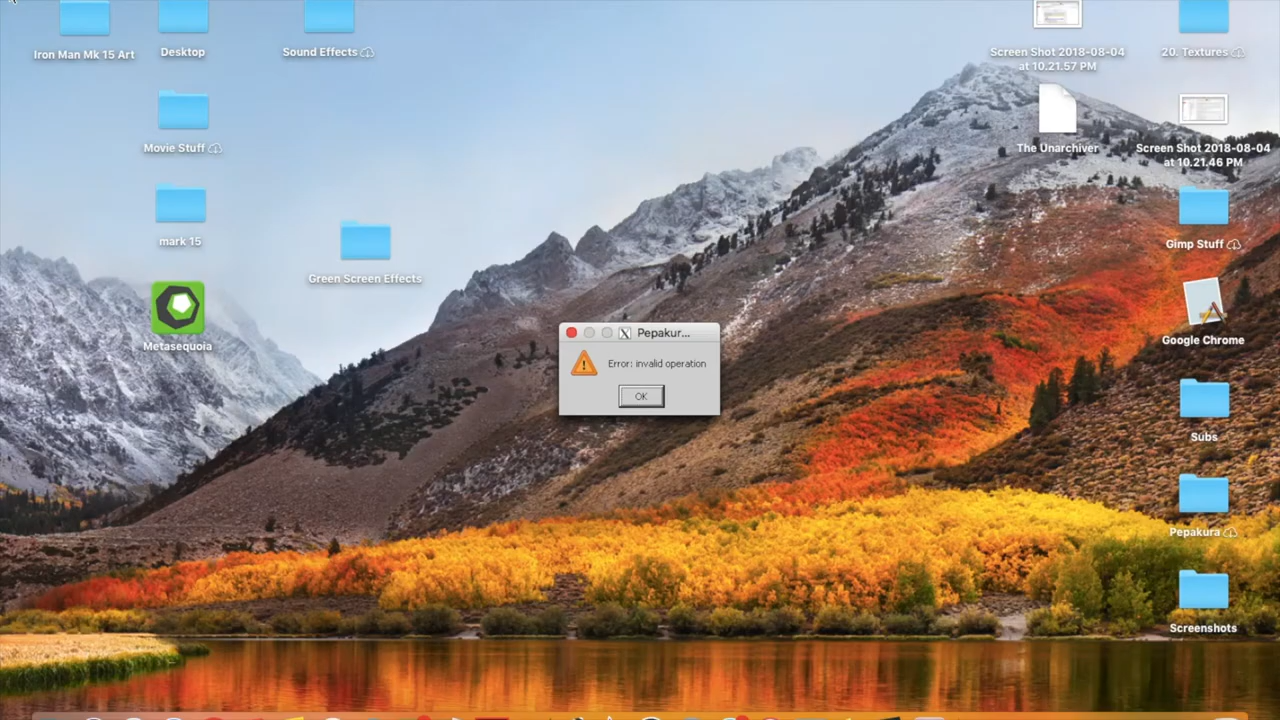 Iron Man Mk 15 Art
Desktop
Sound Effects
Screen Shot 2018-08-04
at 10.21.57 PM
20. Textures
Movie Stuff
The Unarchiver
Screen Shot 2018-08-04
at 10.21.46 PM
mark 15
Green Screen Effects
Gimp Stuff
Metasequoia
X Pepakur...
Error: invalid operation
OK
Google Chrome
Subs
Pepakura
Screenshots